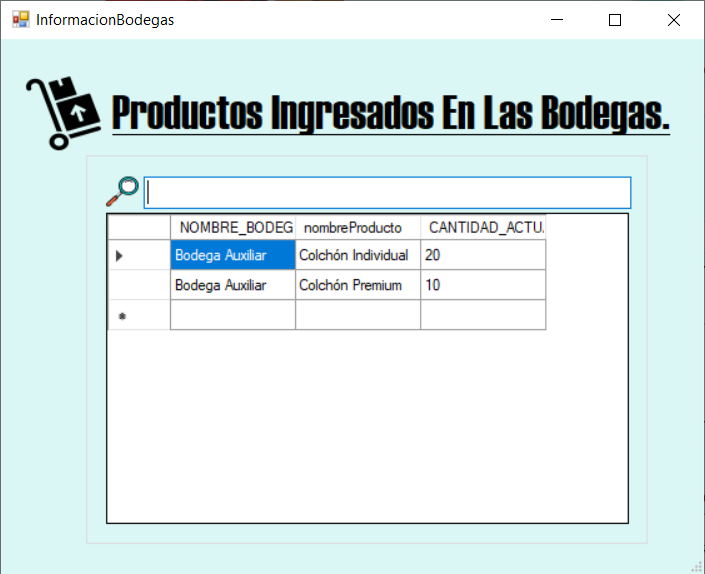 InformacionBodegas
Productos Ingresados En Las Bodegas.
NOMBRE_BODEG nombreProducto CANTIDAD_ACTU.
Bodega Auxiliar Colchón Individual 20
Bodega Auxiliar Colchón Premium 10